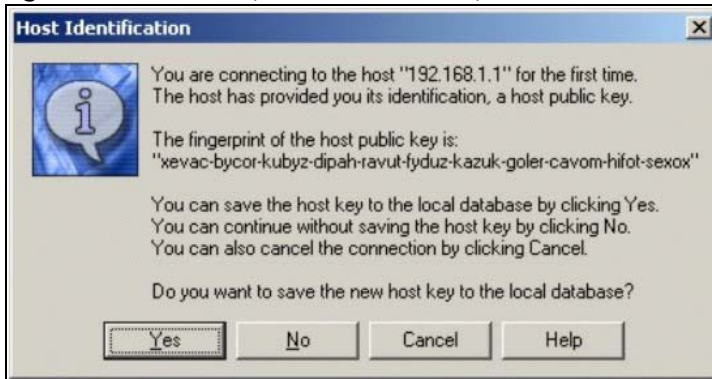 Host Identification
You are connecting to the host "192.168.1.1" for the first time.
The host has provided you its identification, a host public key.
The fingerprint of the host public key is:
"xevac-bycor-kubyz-dipah-ravut-fyduz-kazuk-goler-cavom-hifot-sexox"
You can save the host key to the local database by clicking Yes.
You can continue without saving the host key by clicking No.
You can also cancel the connection by clicking Cancel.
Do you want to save the new host key to the local database?
Yes No Cancel Help